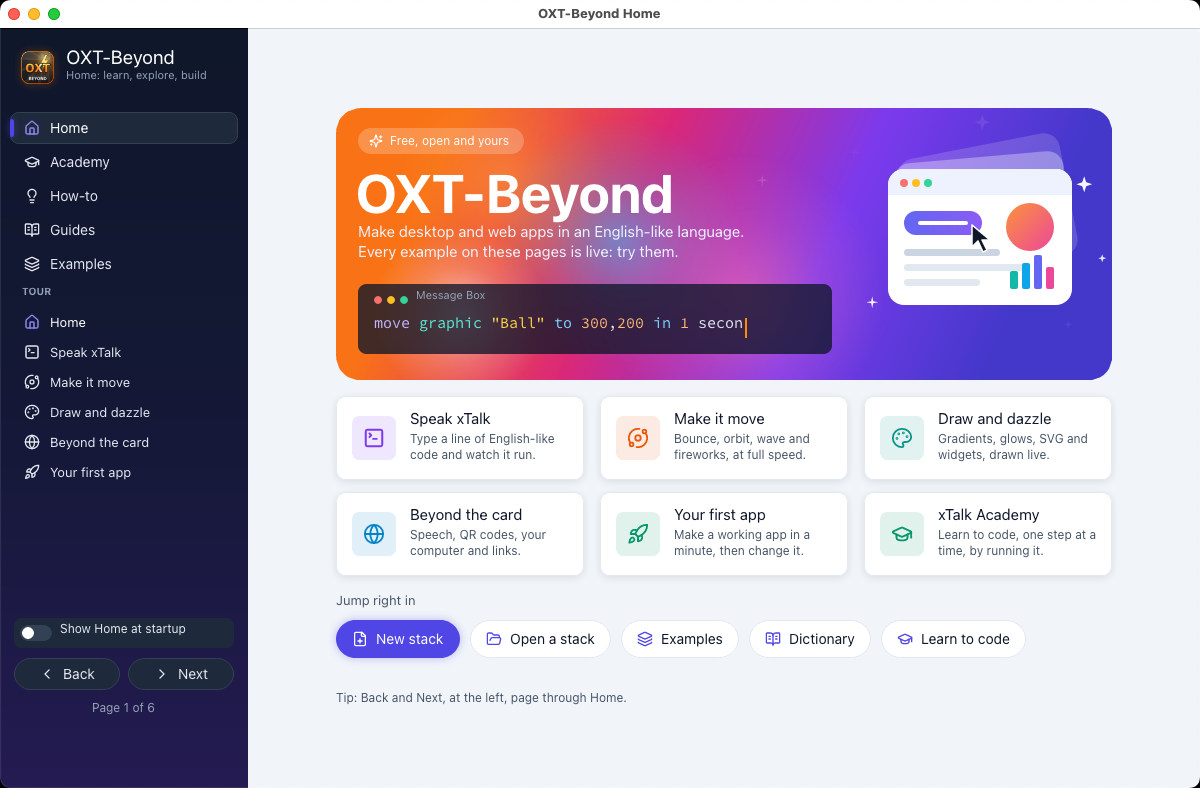 OXT-Beyond Home
OXT
BEYOND
OXT-Beyond
Home: learn, explore, build
Home
Academy
How-to
Guides
Examples
TOUR
Home
Speak xTalk
Make it move
Draw and dazzle
Beyond the card
Your first app
Show Home at startup
Back
Next
Page 1 of 6
Free, open and yours
OXT-Beyond
Make desktop and web apps in an English-like language.
Every example on these pages is live: try them.
Message Box
move graphic "Ball" to 300,200 in 1 secon
Speak xTalk
Type a line of English-like
code and watch it run.
Make it move
Bounce, orbit, wave and
fireworks, at full speed.
Draw and dazzle
Gradients, glows, SVG and
widgets, drawn live.
Beyond the card
Speech, QR codes, your
computer and links.
Your first app
Make a working app in a
minute, then change it.
xTalk Academy
Learn to code, one step at a
time, by running it.
Jump right in
New stack
Open a stack
Examples
Dictionary
Learn to code
Tip: Back and Next, at the left, page through Home.